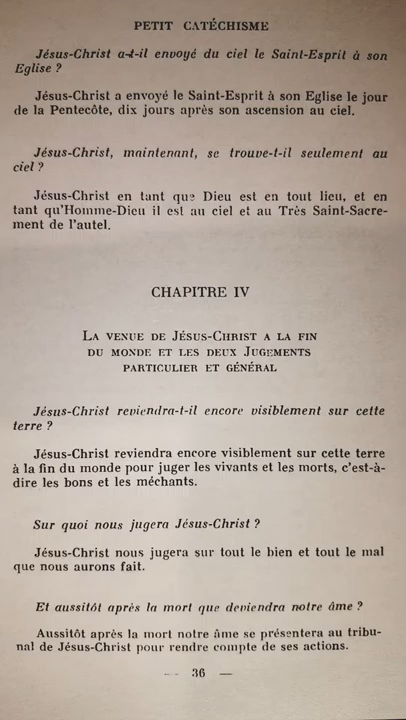 PETIT CATÉCHISME
Jésus-Christ a-t-il envoyé du ciel le Saint-Esprit à son
Eglise ?
Jésus-Christ a envoyé le Saint-Esprit à son Eglise le jour
de la Pentecôte, dix jours après son ascension au ciel.
Jésus-Christ, maintenant, se trouve-t-il seulement au
ciel ?
Jésus-Christ en tant que Dieu est en tout lieu, et en
tant qu'Homme-Dieu il est au ciel et au Très Saint-Sacre-
ment de l'autel.
CHAPITRE IV
LA VENUE DE JÉSUS-CHRIST A LA FIN
DU MONDE ET LES DEUX JUGEMENTS
PARTICULIER ET GÉNÉRAL
Jésus-Christ reviendra-t-il encore visiblement sur cette
terre ?
Jésus-Christ reviendra encore visiblement sur cette terre
à la fin du monde pour juger les vivants et les morts, c'est-à-
dire les bons et les méchants.
Sur quoi nous jugera Jésus-Christ ?
Jésus-Christ nous jugera sur tout le bien et tout le mal
que nous aurons fait.
Et aussitôt après la mort que deviendra notre âme ?
Aussitôt après la mort notre âme se présentera au tribu-
nal de Jésus-Christ pour rendre compte de ses actions.
— 36 —